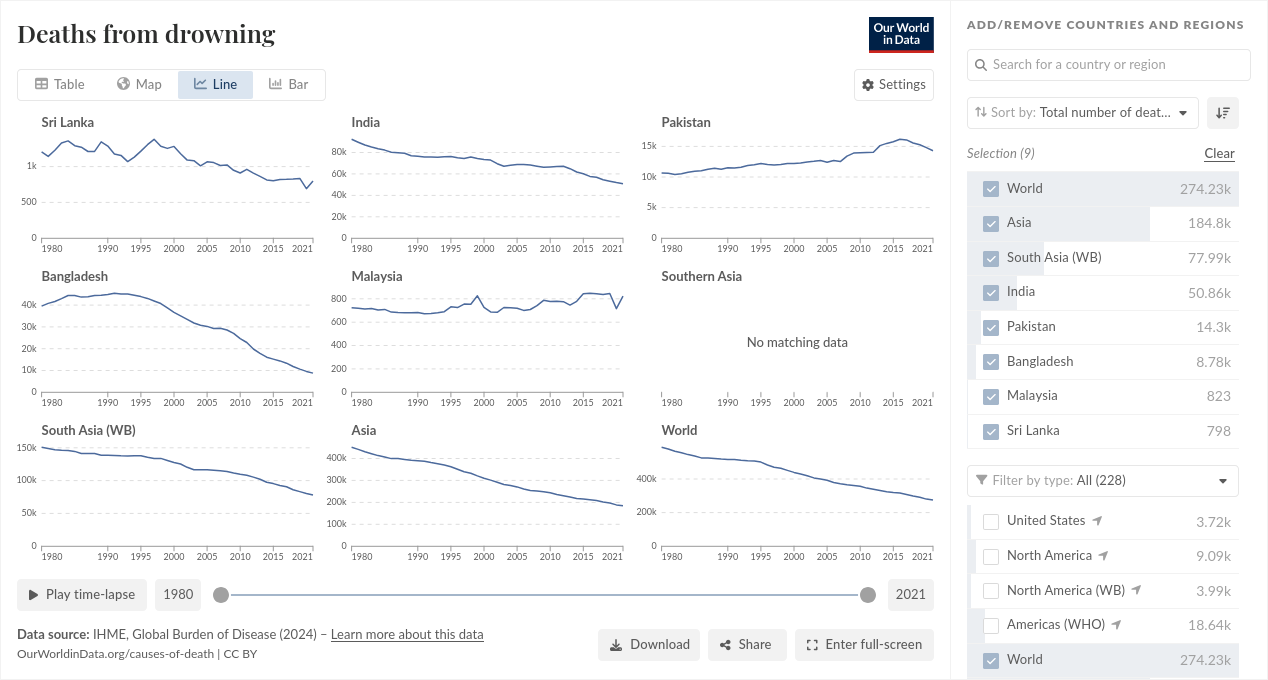 Deaths from drowning
Our World
in Data
Table
Map
Line
Bar
Settings
Sri Lanka
1k
500
0
1980 1990 1995 2000 2005 2010 2015 2021
India
80k
60k
40k
20k
0
1980 1990 1995 2000 2005 2010 2015 2021
Pakistan
15k
10k
5k
0
1980 1990 1995 2000 2005 2010 2015 2021
Bangladesh
40k
30k
20k
10k
0
1980 1990 1995 2000 2005 2010 2015 2021
Malaysia
800
600
400
200
0
1980 1990 1995 2000 2005 2010 2015 2021
Southern Asia
No matching data
1980 1990 1995 2000 2005 2010 2015 2021
South Asia (WB)
150k
100k
50k
0
1980 1990 1995 2000 2005 2010 2015 2021
Asia
400k
300k
200k
100k
0
1980 1990 1995 2000 2005 2010 2015 2021
World
400k
200k
0
1980 1990 1995 2000 2005 2010 2015 2021
Play time-lapse
1980
2021
Data source: IHME, Global Burden of Disease (2024) – Learn more about this data
OurWorldinData.org/causes-of-death | CC BY
Download
Share
Enter full-screen
ADD/REMOVE COUNTRIES AND REGIONS
Search for a country or region
Sort by: Total number of deat...
Selection (9) Clear
World 274.23k
Asia 184.8k
South Asia (WB) 77.99k
India 50.86k
Pakistan 14.3k
Bangladesh 8.78k
Malaysia 823
Sri Lanka 798
Filter by type: All (228)
United States 3.72k
North America 9.09k
North America (WB) 3.99k
Americas (WHO) 18.64k
World 274.23k